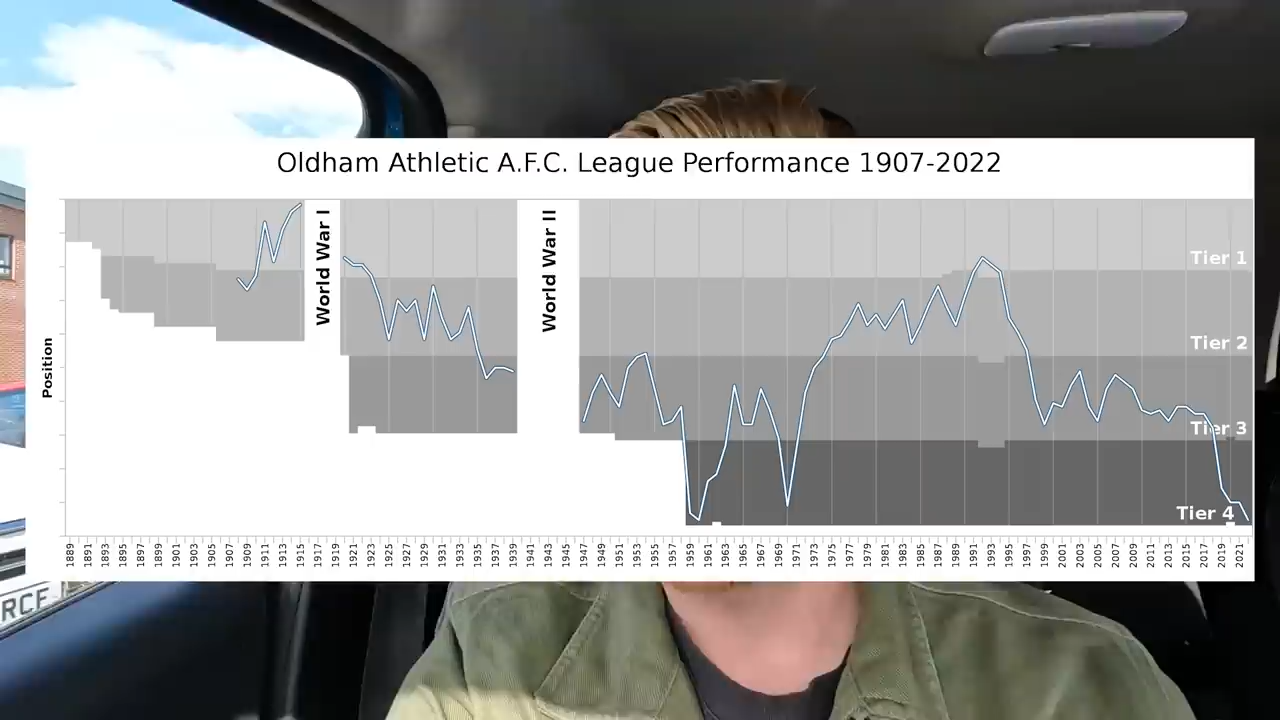 Oldham Athletic A.F.C. League Performance 1907-2022
World War I
World War II
Tier 1
Tier 2
Tier 3
Tier 4
Position
1889 1891 1893 1895 1897 1899 1901 1903 1905 1907 1909 1911 1913 1915 1917 1919 1921 1923 1925 1927 1929 1931 1933 1935 1937 1939 1941 1943 1945 1947 1949 1951 1953 1955 1957 1959 1961 1963 1965 1967 1969 1971 1973 1975 1977 1979 1981 1983 1985 1987 1989 1991 1993 1995 1997 1999 2001 2003 2005 2007 2009 2011 2013 2015 2017 2019 2021
RCE